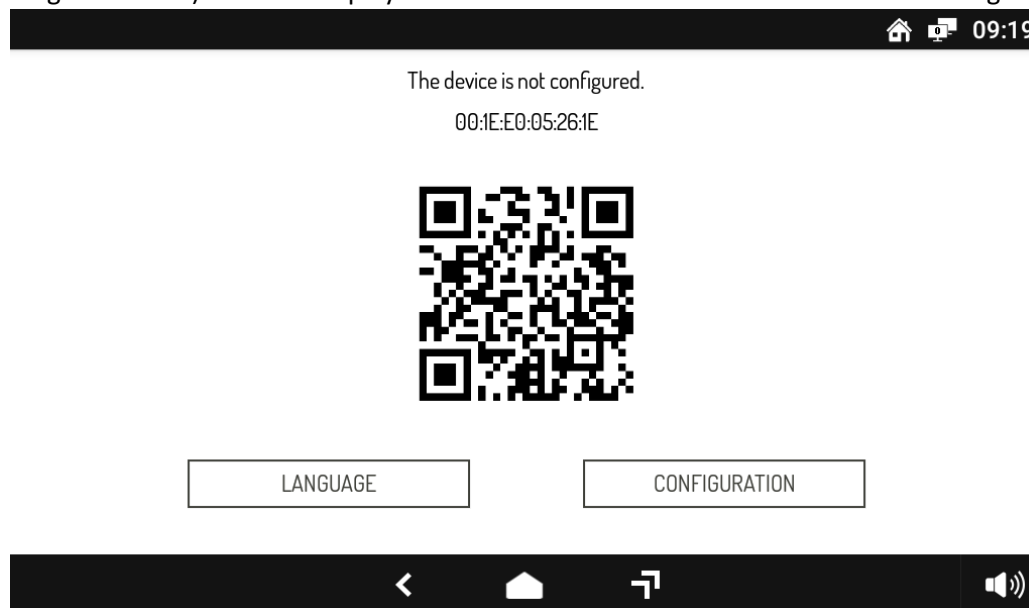 09:19
The device is not configured.
00:1E:E0:05:26:1E
LANGUAGE
CONFIGURATION